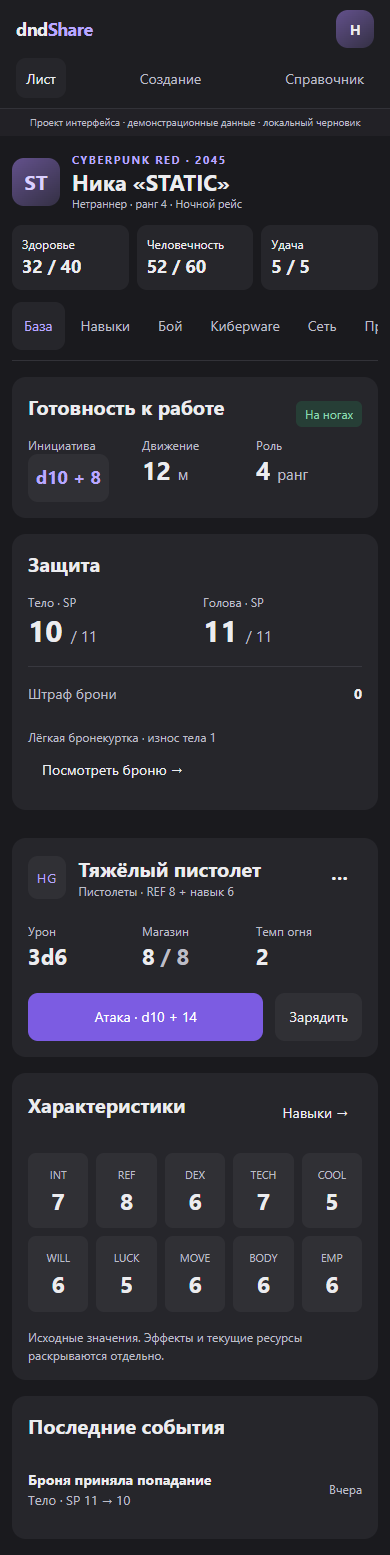 dndShare
H
Лист Создание Справочник
Проект интерфейса · демонстрационные данные · локальный черновик
ST
CYBERPUNK RED · 2045
Ника «STATIC»
Нетраннер · ранг 4 · Ночной рейс
Здоровье Человечность Удача
32 / 40 52 / 60 5 / 5
База Навыки Бой Киберware Сеть
Готовность к работе
На ногах
Инициатива Движение Роль
d10 + 8 12 м 4 ранг
Защита
Тело · SP Голова · SP
10 / 11 11 / 11
Штраф брони 0
Лёгкая бронекуртка · износ тела 1
Посмотреть броню →
HG
Тяжёлый пистолет
...
Пистолеты · REF 8 + навык 6
Урон Магазин Темп огня
3d6 8 / 8 2
Атака · d10 + 14 Зарядить
Характеристики
Навыки →
INT REF DEX TECH COOL
7 8 6 7 5
WILL LUCK MOVE BODY EMP
6 5 6 6 6
Исходные значения. Эффекты и текущие ресурсы
раскрываются отдельно.
Последние события
Броня приняла попадание
Вчера
Тело · SP 11 → 10